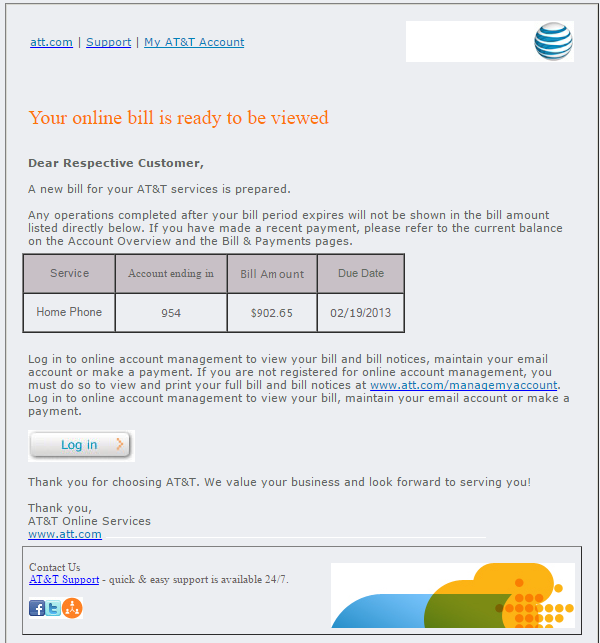 att.com | Support | My AT&T Account
Your online bill is ready to be viewed
Dear Respective Customer,
A new bill for your AT&T services is prepared.
Any operations completed after your bill period expires will not be shown in the bill amount
listed directly below. If you have made a recent payment, please refer to the current balance
on the Account Overview and the Bill & Payments pages.
Service Account ending in Bill Amount Due Date
Home Phone 954 $902.65 02/19/2013
Log in to online account management to view your bill and bill notices, maintain your email
account or make a payment. If you are not registered for online account management, you
must do so to view and print your full bill and bill notices at www.att.com/managemyaccount.
Log in to online account management to view your bill, maintain your email account or make a
payment.
Log in
Thank you for choosing AT&T. We value your business and look forward to serving you!
Thank you,
AT&T Online Services
www.att.com
Contact Us
AT&T Support - quick & easy support is available 24/7.